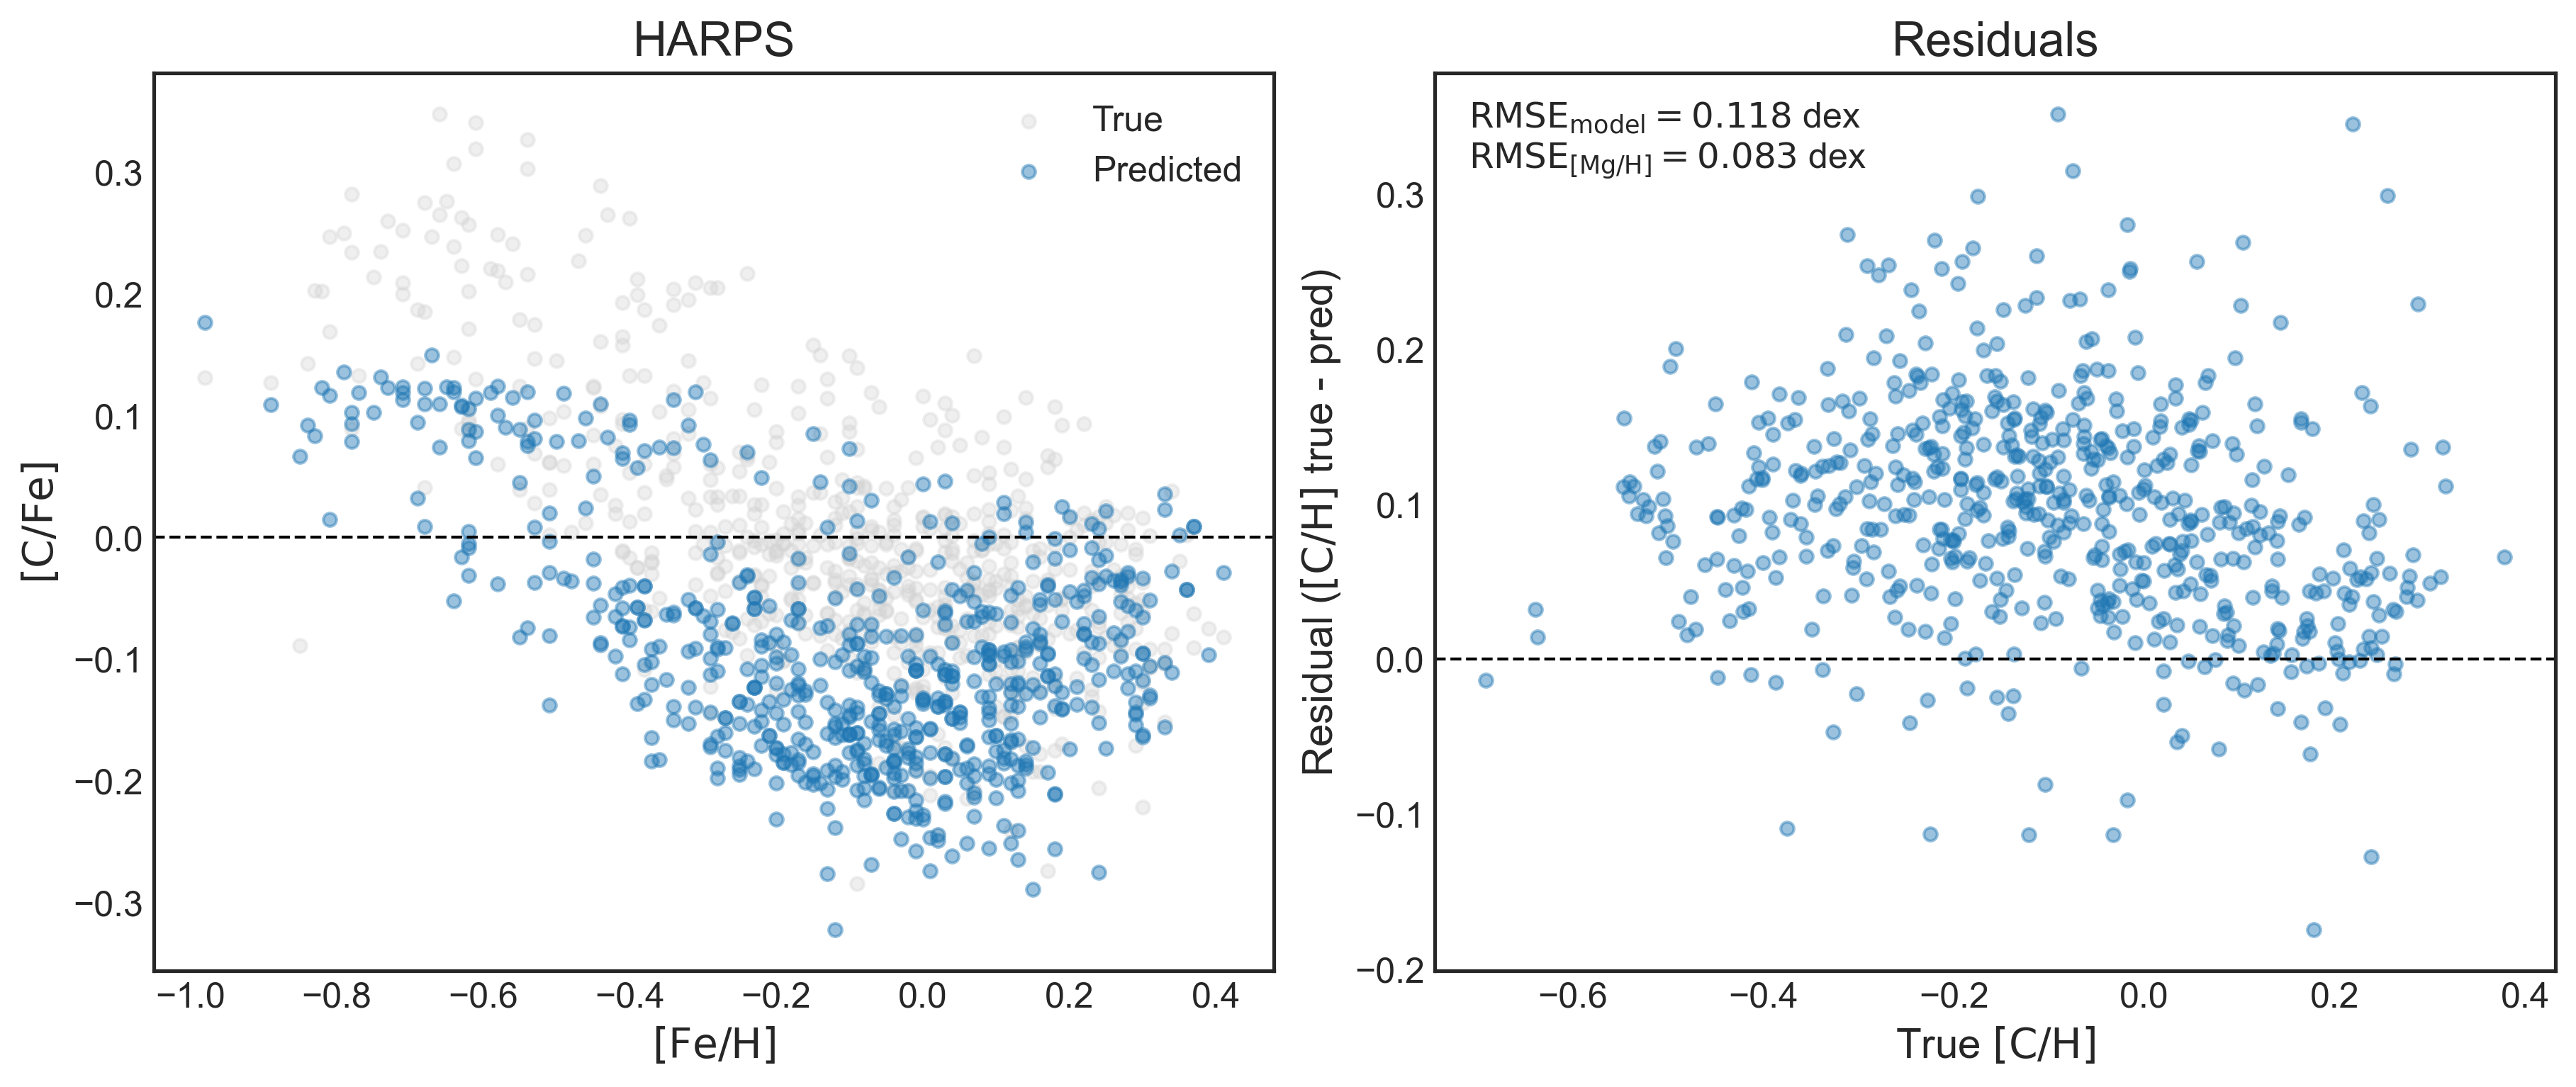 HARPS
True
Predicted
0.3
0.2
0.1
0.0
−0.1
−0.2
−0.3
[C/Fe]
−1.0 −0.8 −0.6 −0.4 −0.2 0.0 0.2 0.4
[Fe/H]
Residuals
RMSE_model = 0.118 dex
RMSE_[Mg/H] = 0.083 dex
0.3
0.2
0.1
0.0
−0.1
−0.2
Residual ([C/H] true - pred)
−0.6 −0.4 −0.2 0.0 0.2 0.4
True [C/H]